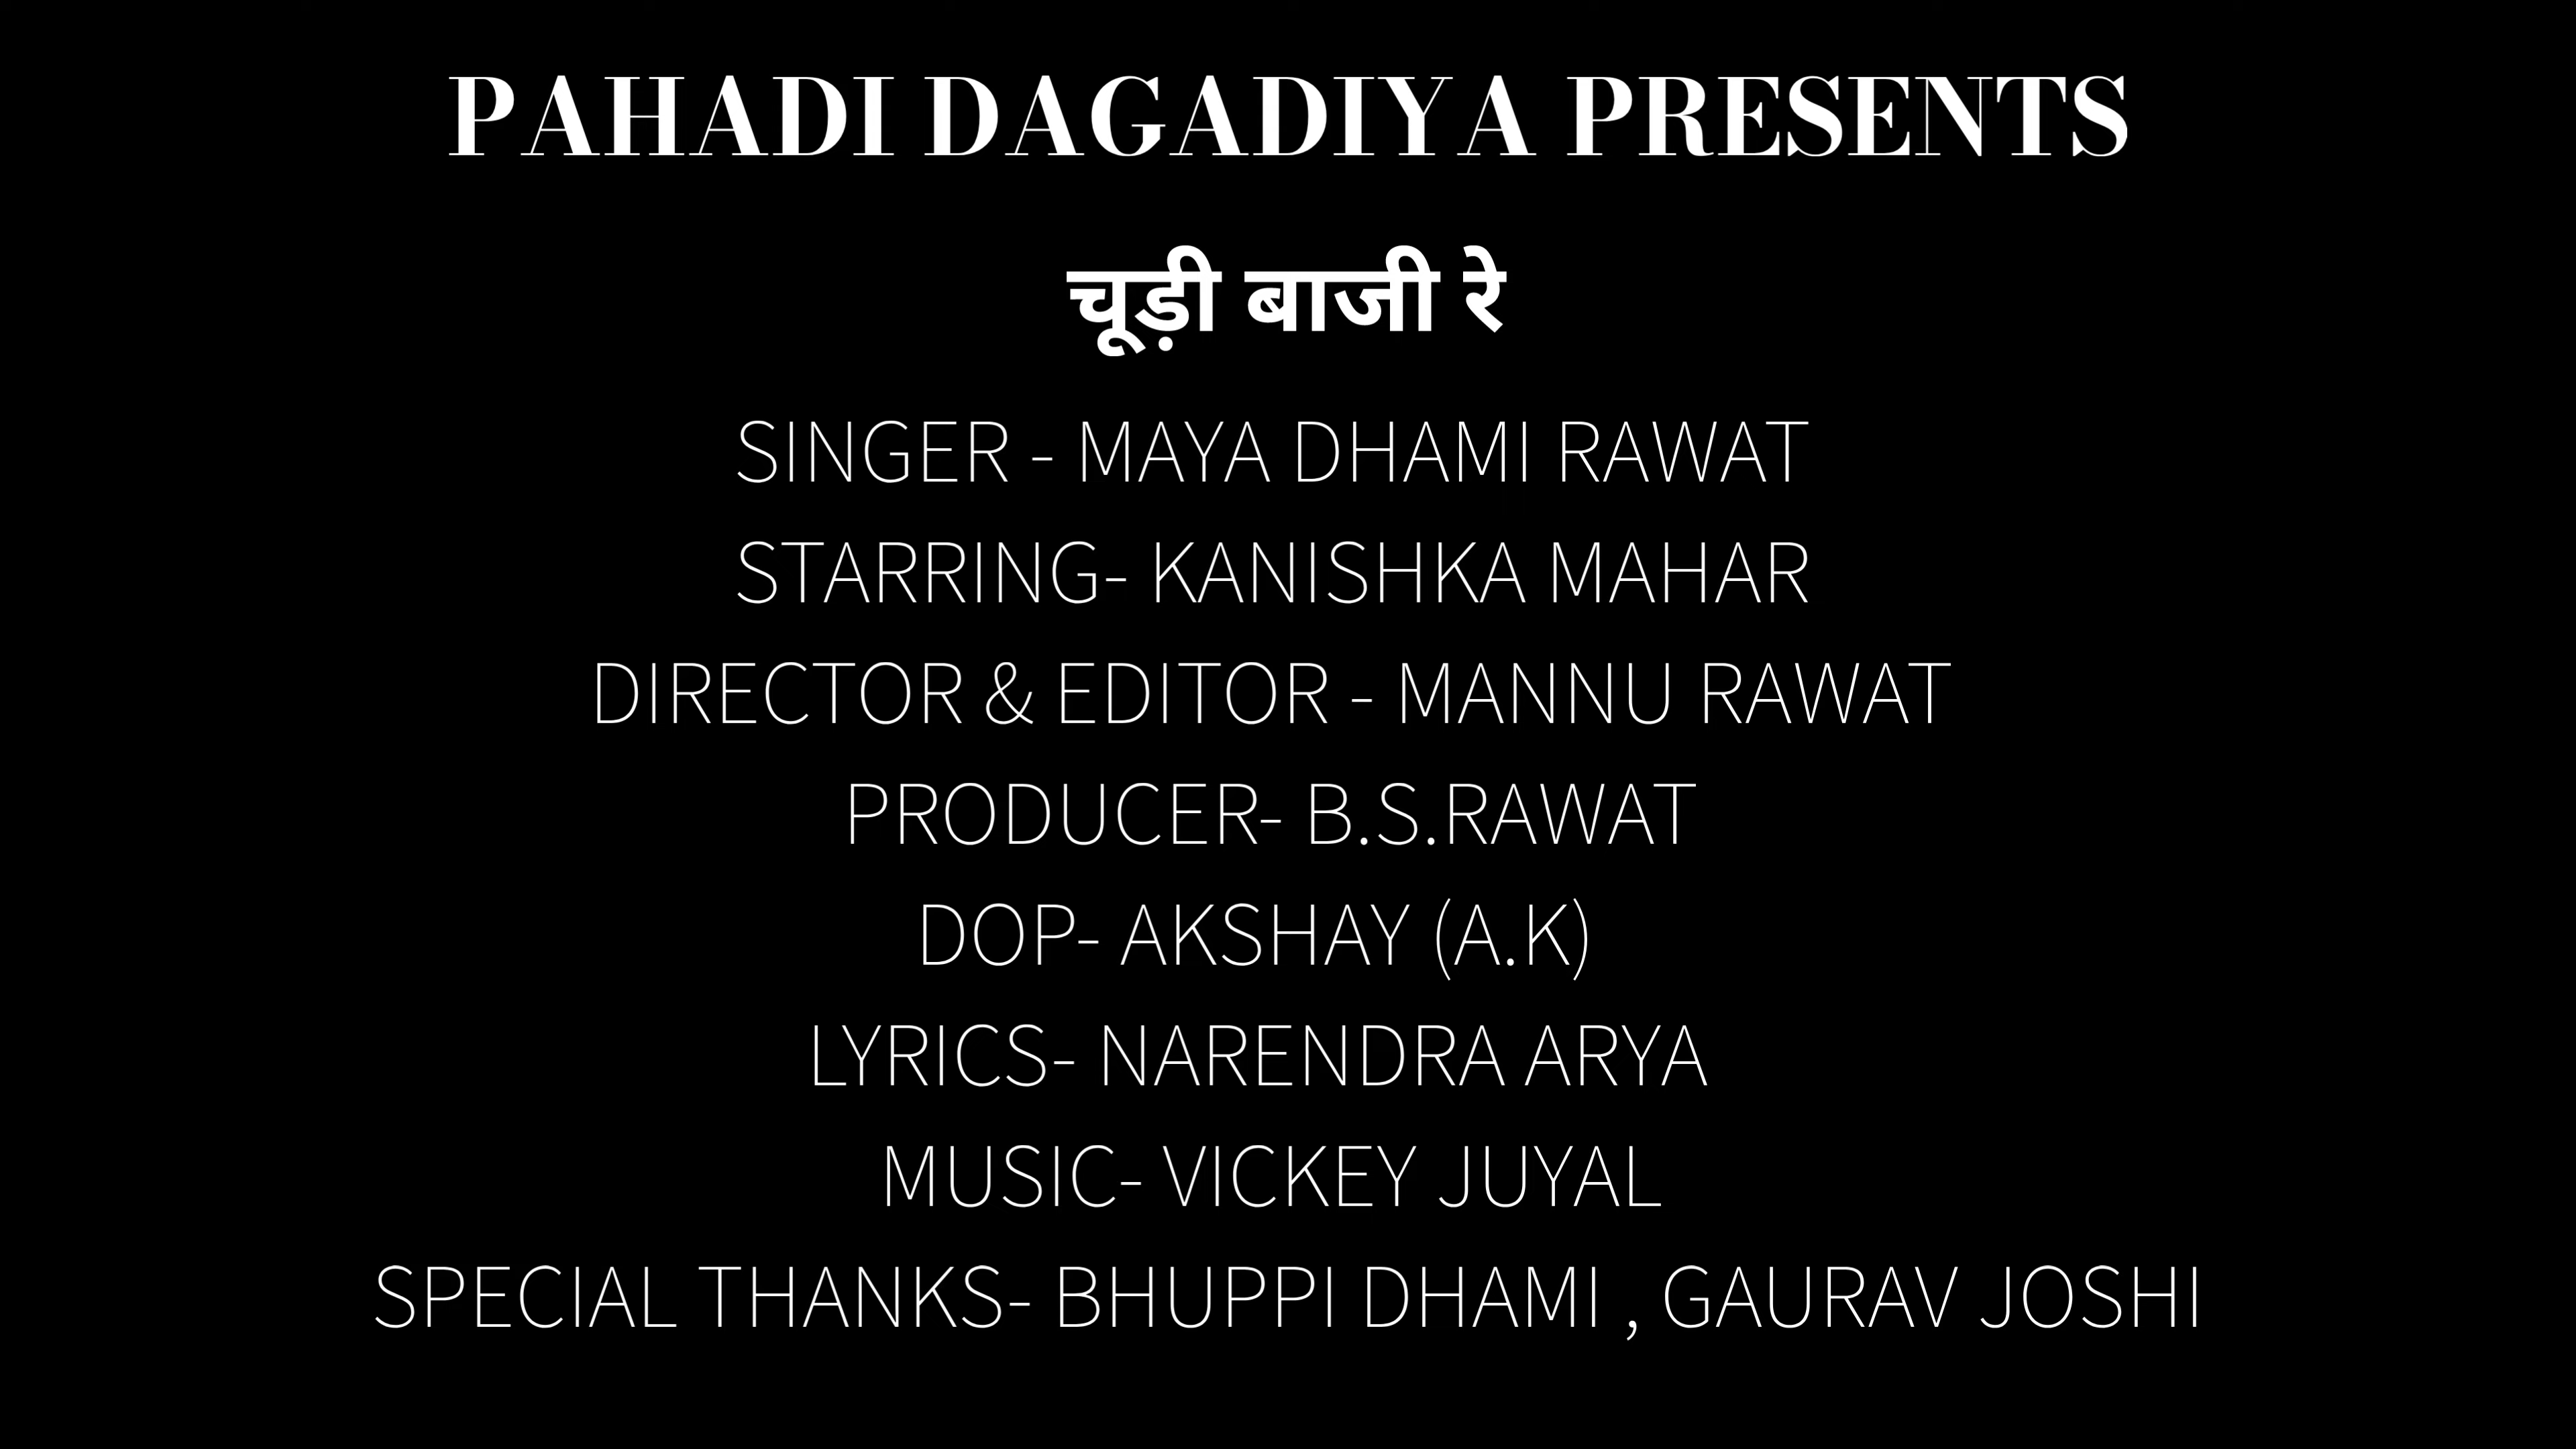 PAHADI DAGADIYA PRESENTS
चूड़ी बाजी रे
SINGER - MAYA DHAMI RAWAT
STARRING- KANISHKA MAHAR
DIRECTOR & EDITOR - MANNU RAWAT
PRODUCER- B.S.RAWAT
DOP- AKSHAY (A.K)
LYRICS- NARENDRA ARYA
MUSIC- VICKEY JUYAL
SPECIAL THANKS- BHUPPI DHAMI , GAURAV JOSHI